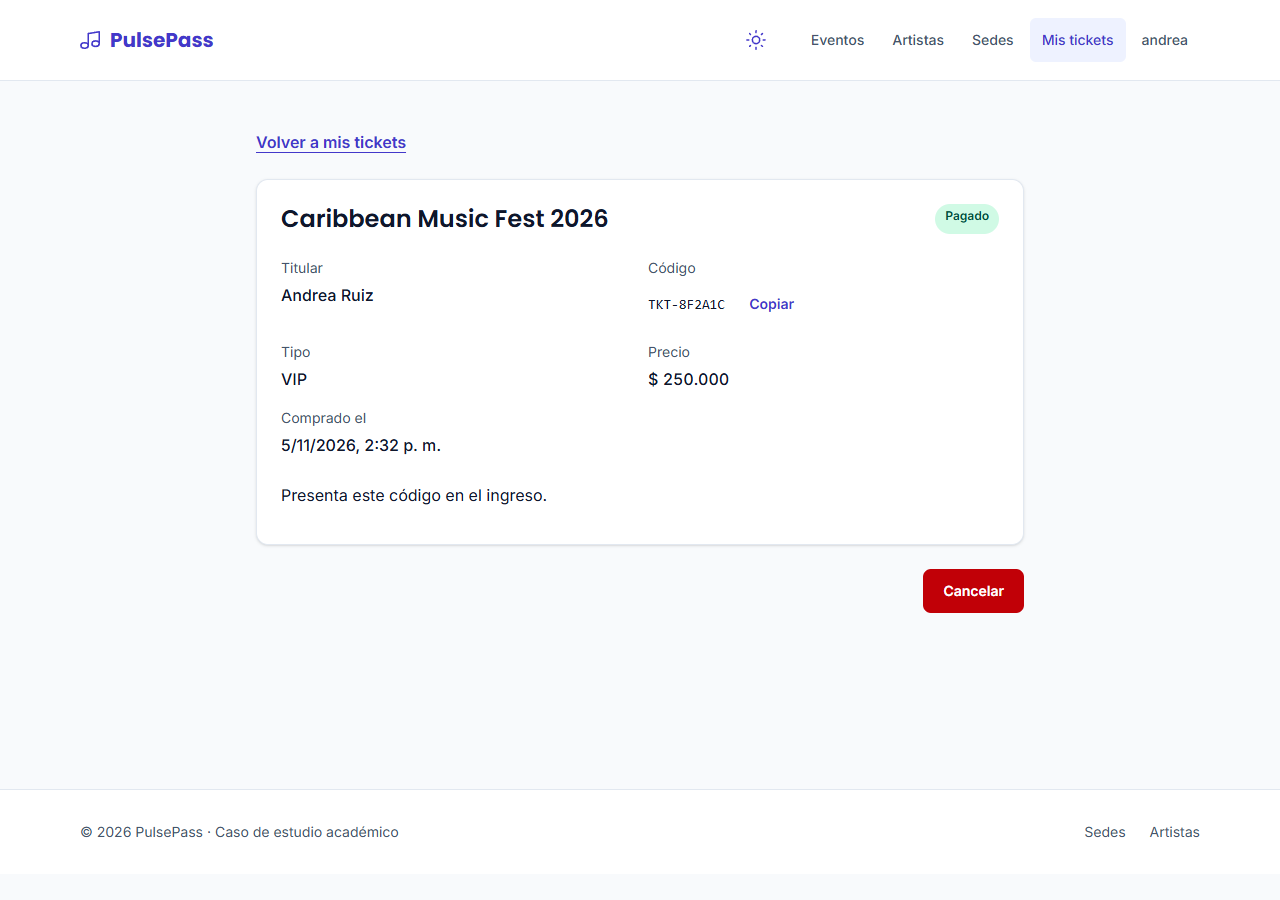 PulsePass
Eventos Artistas Sedes Mis tickets andrea
Volver a mis tickets
Caribbean Music Fest 2026 Pagado
Titular Código
Andrea Ruiz TKT-8F2A1C Copiar
Tipo Precio
VIP $ 250.000
Comprado el
5/11/2026, 2:32 p. m.
Presenta este código en el ingreso.
Cancelar
© 2026 PulsePass · Caso de estudio académico Sedes Artistas